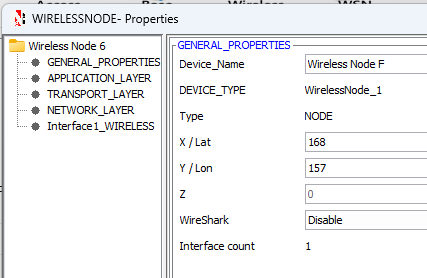 WIRELESSNODE- Properties
Wireless Node 6
GENERAL_PROPERTIES
APPLICATION_LAYER
TRANSPORT_LAYER
NETWORK_LAYER
Interface1_WIRELESS
GENERAL_PROPERTIES
Device_Name Wireless Node F
DEVICE_TYPE WirelessNode_1
Type NODE
X / Lat 168
Y / Lon 157
Z 0
WireShark Disable
Interface count 1